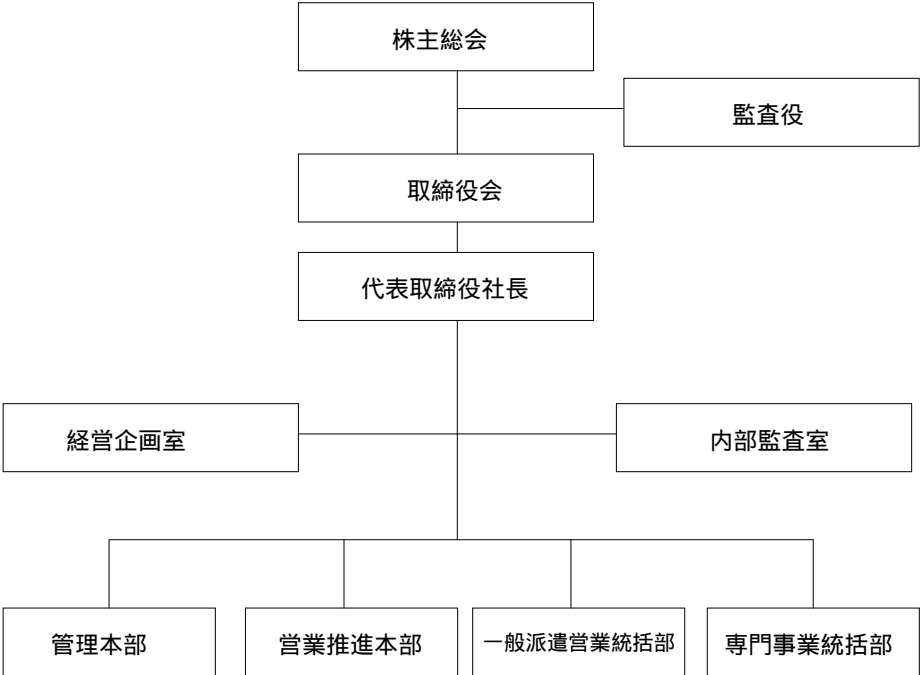 株主総会
監査役
取締役会
代表取締役社長
経営企画室
内部監査室
管理本部
営業推進本部
一般派遣営業統括部
専門事業統括部